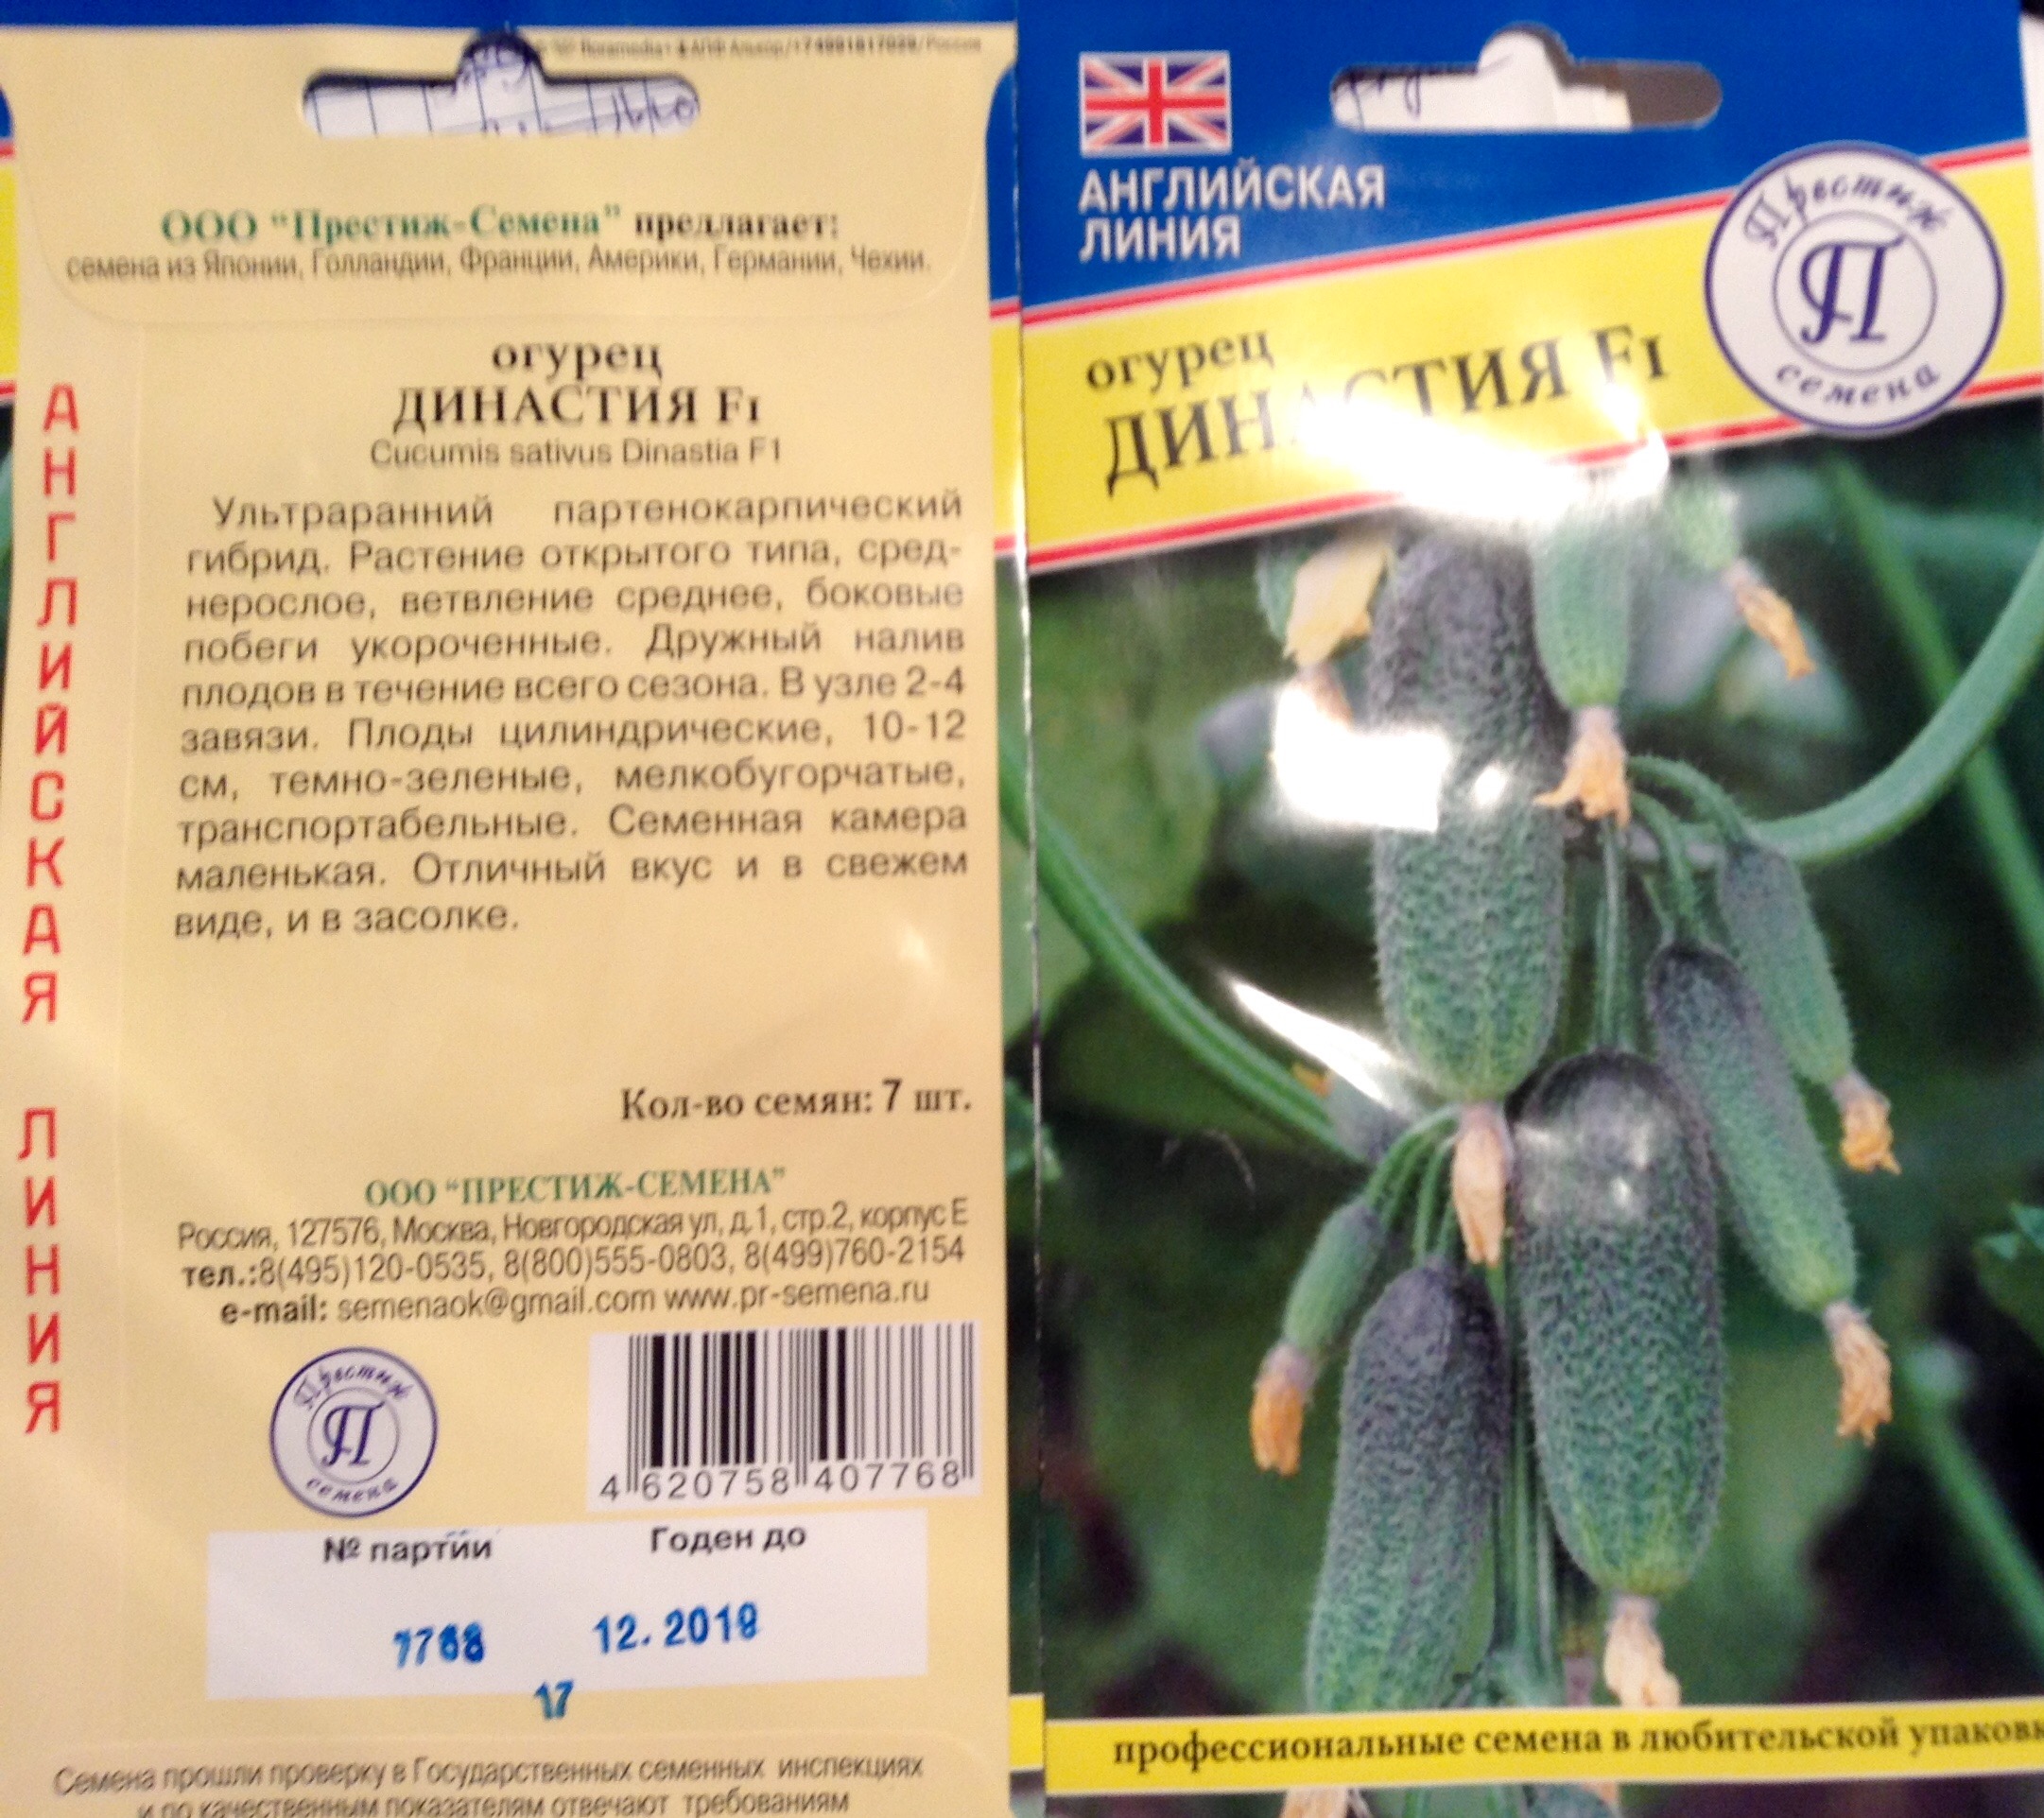 ООО "Престиж-Семена" предлагает:
семена из Японии, Голландии, Франции, Америки, Германии, Чехии.
огурец
ДИНАСТИЯ F1
Cucumis sativus Dinastia F1
Ультраранний партенокарпический
гибрид. Растение открытого типа, сред-
нерослое, ветвление среднее, боковые
побеги укороченные. Дружный налив
плодов в течение всего сезона. В узле 2-4
завязи. Плоды цилиндрические, 10-12
см, темно-зеленые, мелкобугорчатые,
транспортабельные. Семенная камера
маленькая. Отличный вкус и в свежем
виде, и в засолке.
Кол-во семян: 7 шт.
ООО "ПРЕСТИЖ-СЕМЕНА"
Россия, 127576, Москва, Новгородская ул, д.1, стр.2, корпус Е
тел.:8(495)120-0535, 8(800)555-0803, 8(499)760-2154
e-mail: semenaok@gmail.com www.pr-semena.ru
Престиж
П
семена
4 620758 407768
№ партии Годен до
7768 12.2019
17
Семена прошли проверку в Государственных семенных инспекциях
и по качественным показателям отвечают требованиям
АНГЛИЙСКАЯ ЛИНИЯ
АНГЛИЙСКАЯ
ЛИНИЯ
Престиж
П
семена
огурец
ДИНАСТИЯ F1
профессиональные семена в любительской упаковк